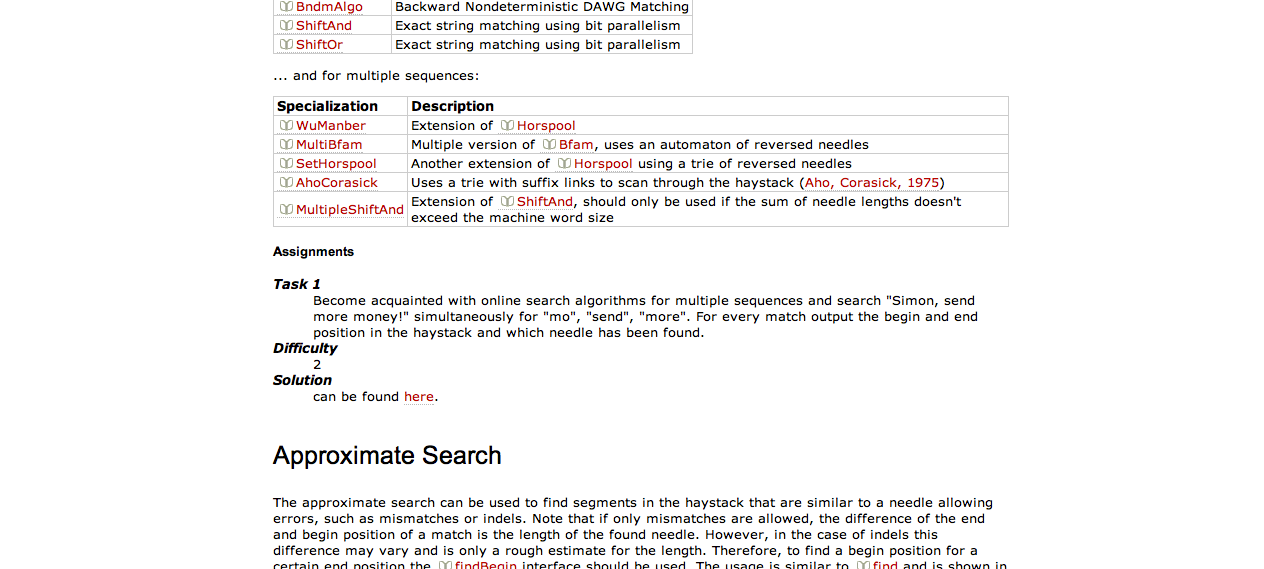 BndmAlgo Backward Nondeterministic DAWG Matching
ShiftAnd Exact string matching using bit parallelism
ShiftOr Exact string matching using bit parallelism
... and for multiple sequences:
Specialization Description
WuManber Extension of Horspool
MultiBfam Multiple version of Bfam, uses an automaton of reversed needles
SetHorspool Another extension of Horspool using a trie of reversed needles
AhoCorasick Uses a trie with suffix links to scan through the haystack (Aho, Corasick, 1975)
MultipleShiftAnd Extension of ShiftAnd, should only be used if the sum of needle lengths doesn't
exceed the machine word size
Assignments
Task 1
Become acquainted with online search algorithms for multiple sequences and search "Simon, send
more money!" simultaneously for "mo", "send", "more". For every match output the begin and end
position in the haystack and which needle has been found.
Difficulty
2
Solution
can be found here.
Approximate Search
The approximate search can be used to find segments in the haystack that are similar to a needle allowing
errors, such as mismatches or indels. Note that if only mismatches are allowed, the difference of the end
and begin position of a match is the length of the found needle. However, in the case of indels this
difference may vary and is only a rough estimate for the length. Therefore, to find a begin position for a
certain end position the findBegin interface should be used. The usage is similar to find and is shown in